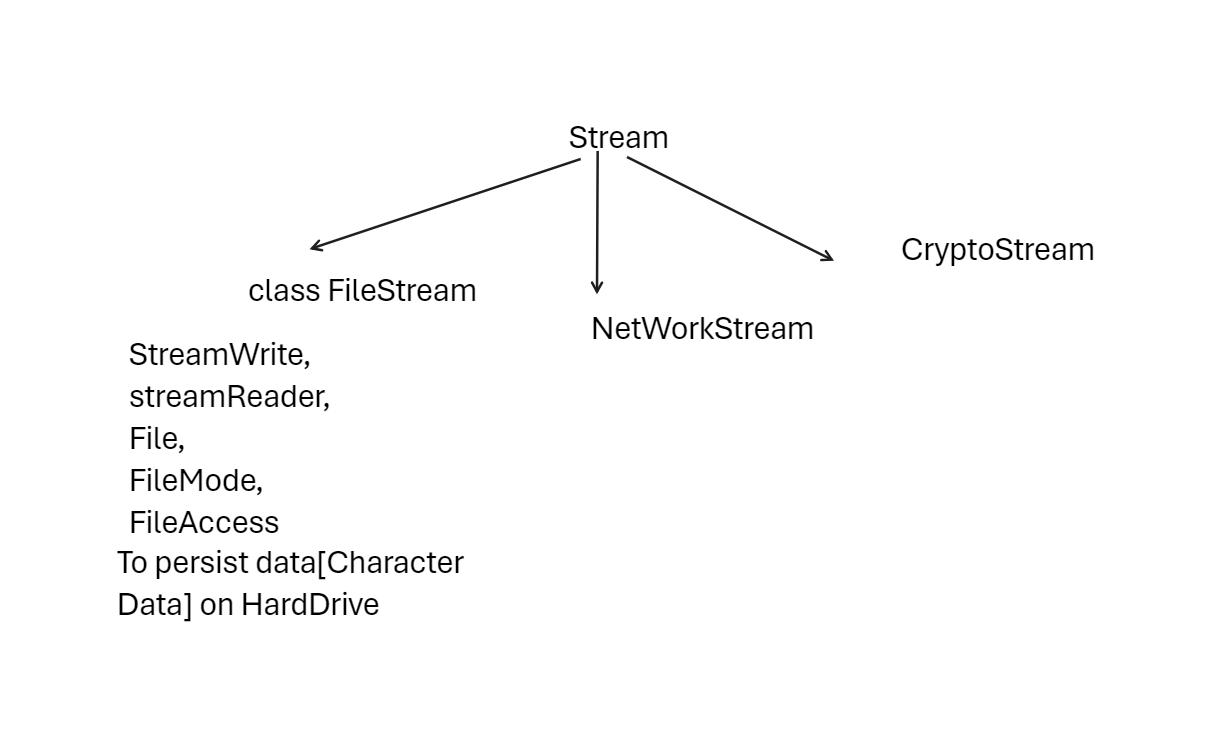 Stream
CryptoStream
class FileStream
NetWorkStream
StreamWrite,
streamReader,
File,
FileMode,
FileAccess
To persist data[Character
Data] on HardDrive